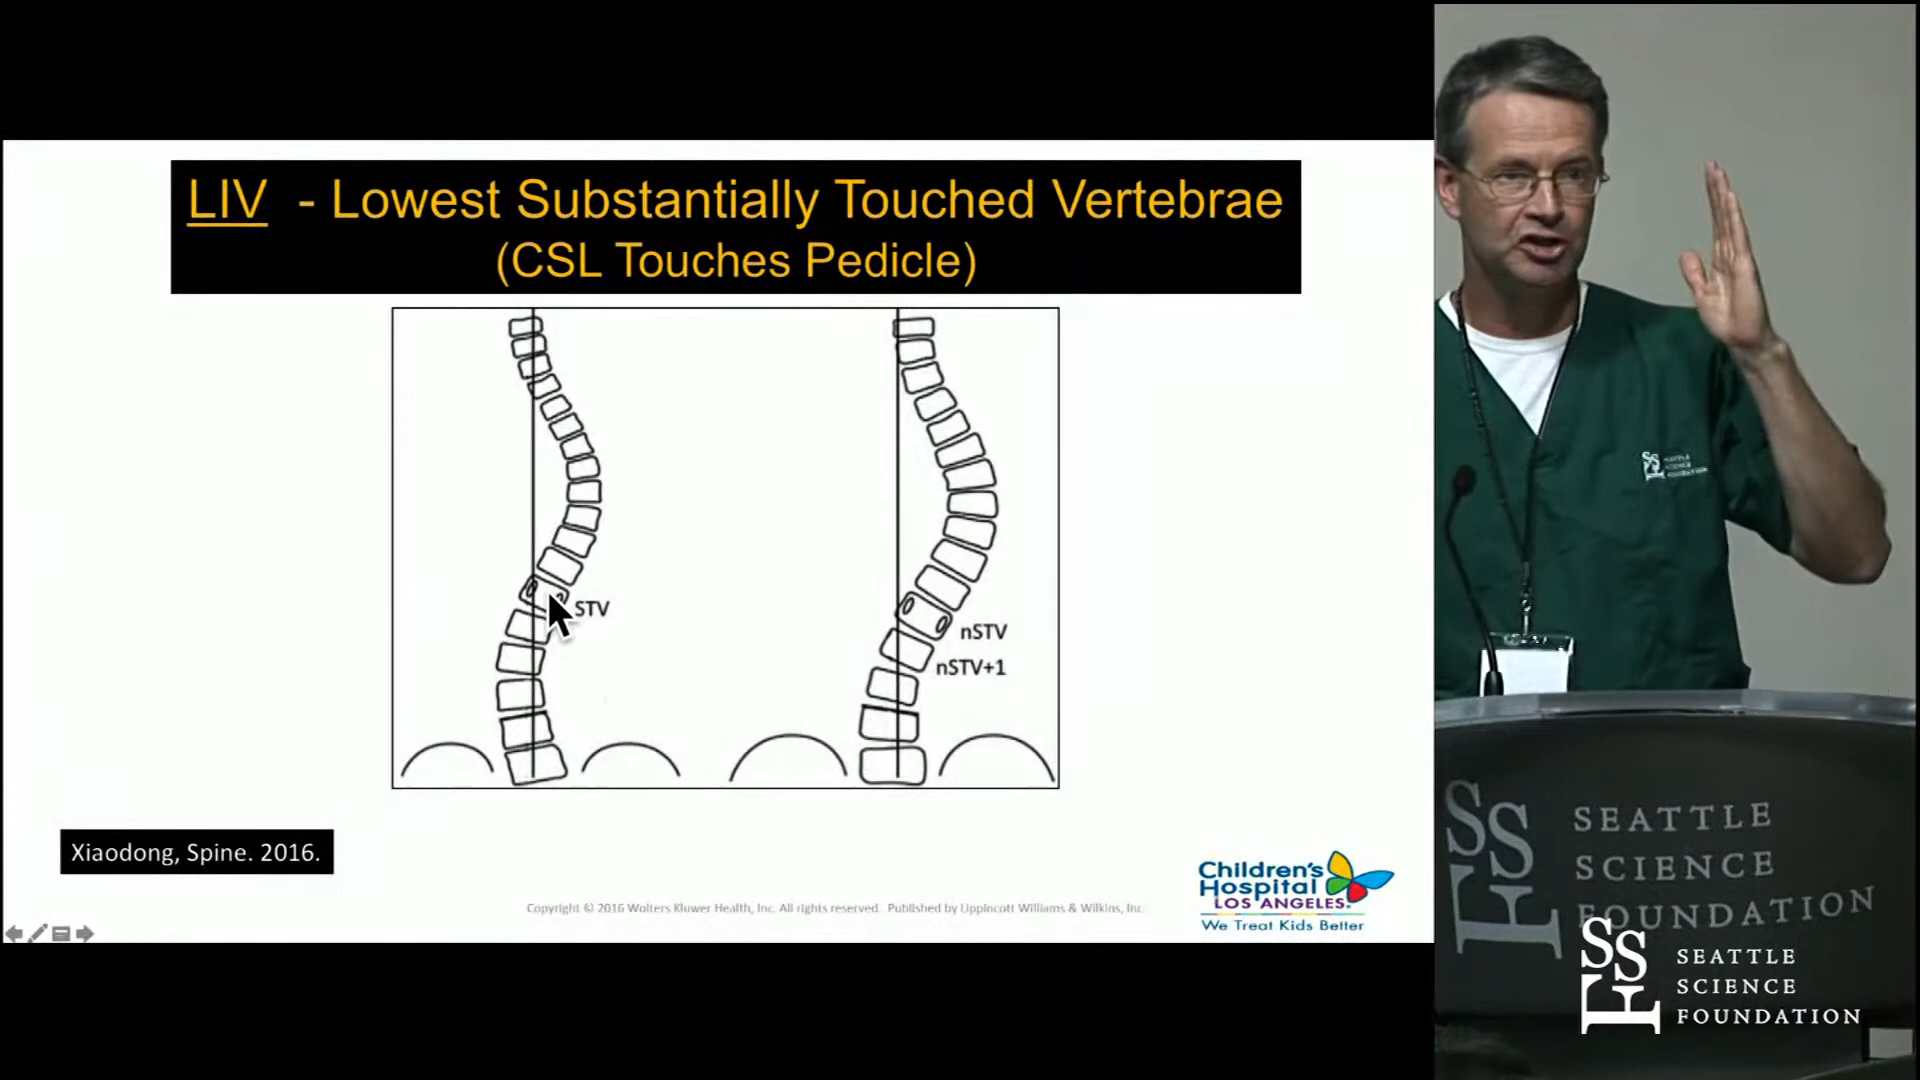 LIV - Lowest Substantially Touched Vertebrae
(CSL Touches Pedicle)
STV
nSTV
nSTV+1
Xiaodong, Spine. 2016.
Copyright © 2016 Wolters Kluwer Health, Inc. All rights reserved. Published by Lippincott Williams & Wilkins, Inc.
Children's
Hospital
LOS ANGELES.
We Treat Kids Better
SSF
SEATTLE
SCIENCE
FOUNDATION
SSF
SEATTLE
SCIENCE
FOUNDATION